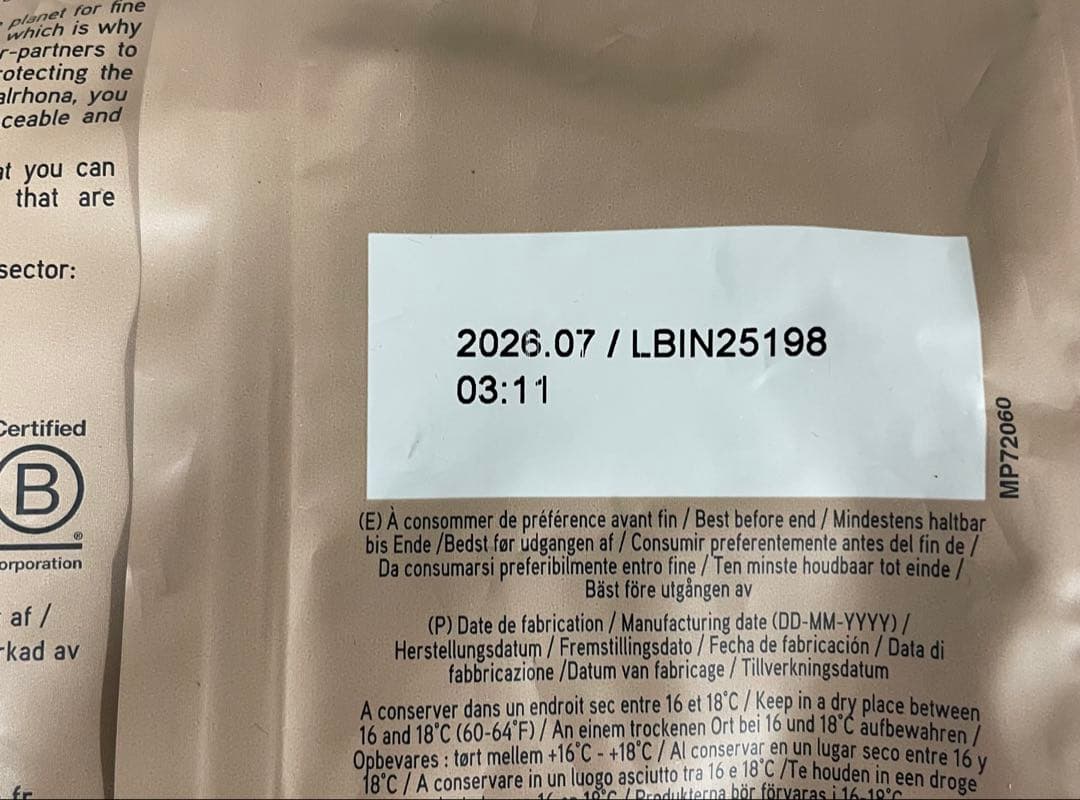 planet for fine
which is why
r-partners to
rotecting the
alrhona, you
ceable and
at you can
that are
sector:
Certified
B
®
orporation
af /
rkad av
fr
2026.07 / LBIN25198
03:11
MP72060
(E) À consommer de préférence avant fin / Best before end / Mindestens haltbar
bis Ende /Bedst før udgangen af / Consumir preferentemente antes del fin de /
Da consumarsi preferibilmente entro fine / Ten minste houdbaar tot einde /
Bäst före utgången av
(P) Date de fabrication / Manufacturing date (DD-MM-YYYY) /
Herstellungsdatum / Fremstillingsdato / Fecha de fabricación / Data di
fabbricazione /Datum van fabricage / Tillverkningsdatum
A conserver dans un endroit sec entre 16 et 18°C / Keep in a dry place between
16 and 18°C (60-64°F) / An einem trockenen Ort bei 16 und 18°C aufbewahren /
Opbevares : tørt mellem +16°C - +18°C / Al conservar en un lugar seco entre 16 y
18°C / A conservare in un luogo asciutto tra 16 e 18°C /Te houden in een droge
/ Produkterna bör förvaras i 16-18°C